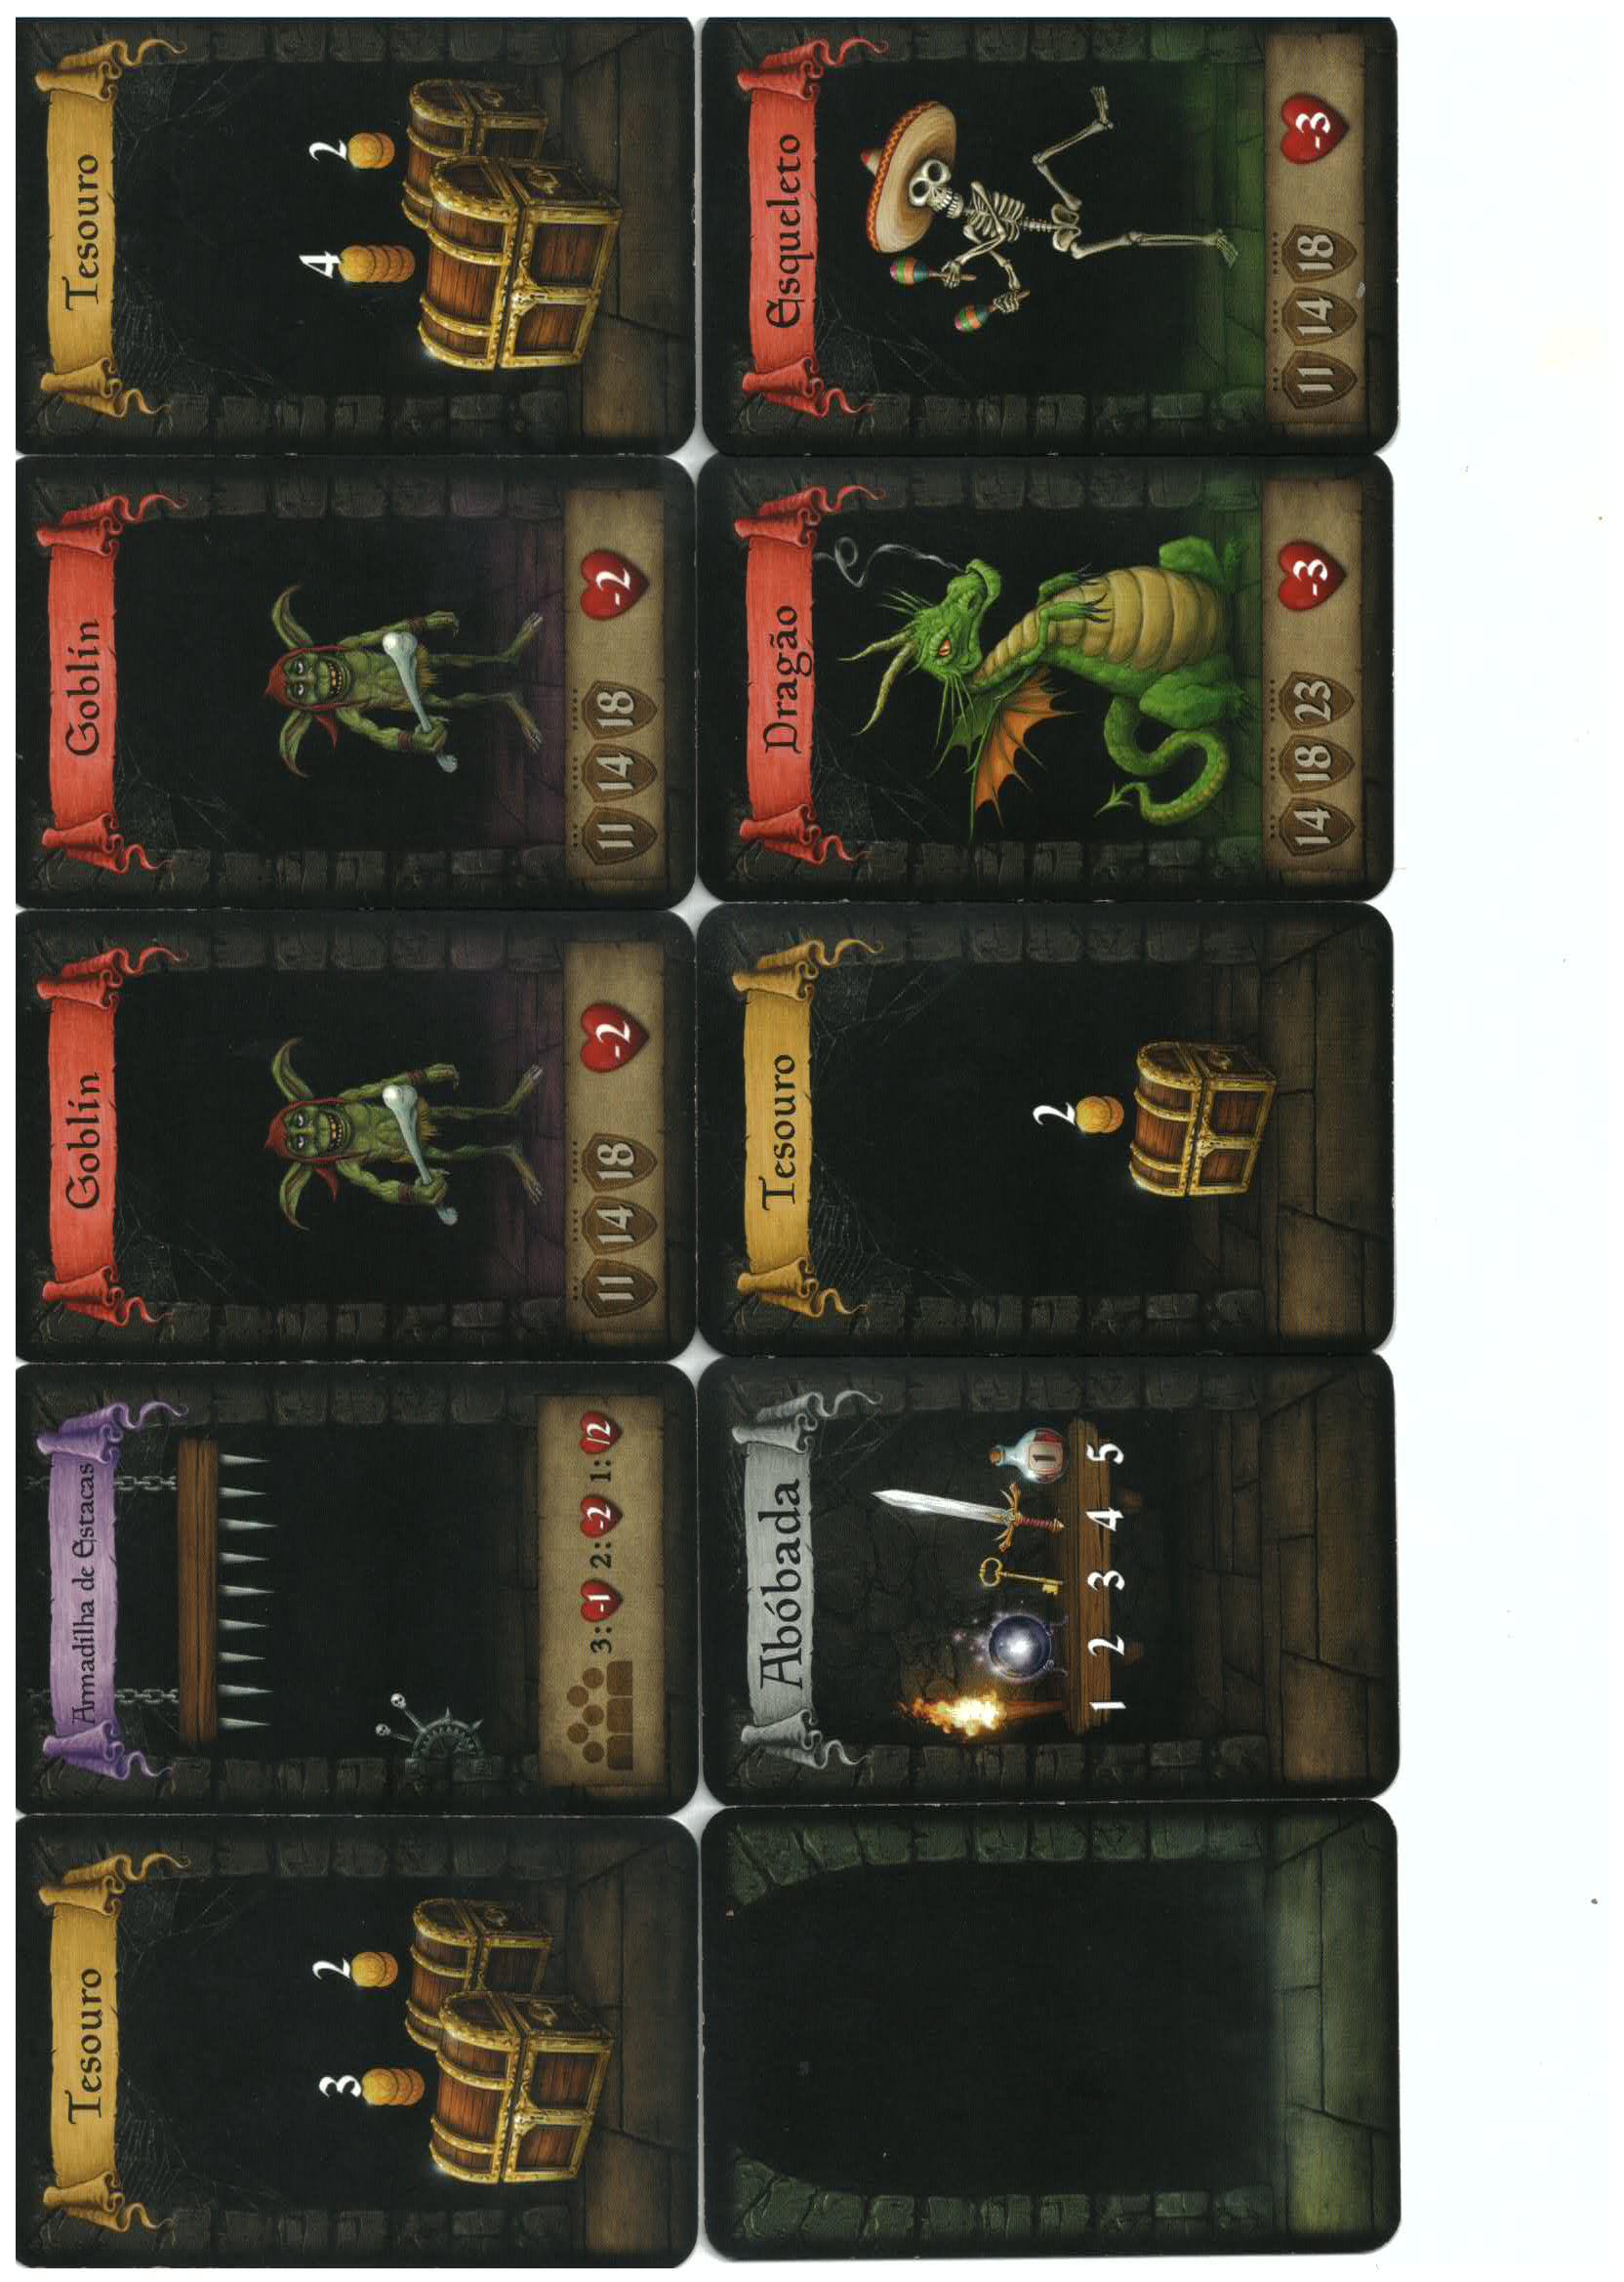 Tesouro
3 2
Armadilha de Estacas
3: -1 2: -2 1: /2
Goblin
11 14 18 -2
Goblin
11 14 18 -2
Tesouro
4 2
Abóbada
1
1 2 3 4 5
Tesouro
2
Dragão
14 18 23 -3
Esqueleto
11 14 18 -3